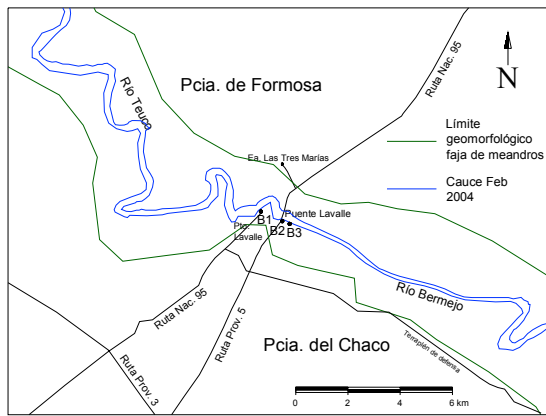 Pcia. de Formosa
Ruta Nac. 95
N
Río Teuco
Límite
geomorfológico
faja de meandros
Cauce Feb
2004
Ea. Las Tres Marías
B1
Puente Lavalle
Pto.
Lavalle
B2
B3
Río Bermejo
Ruta Nac. 95
Ruta Prov. 5
Ruta Prov. 3
Pcia. del Chaco
Terraplén de defensa
0 2 4 6 km